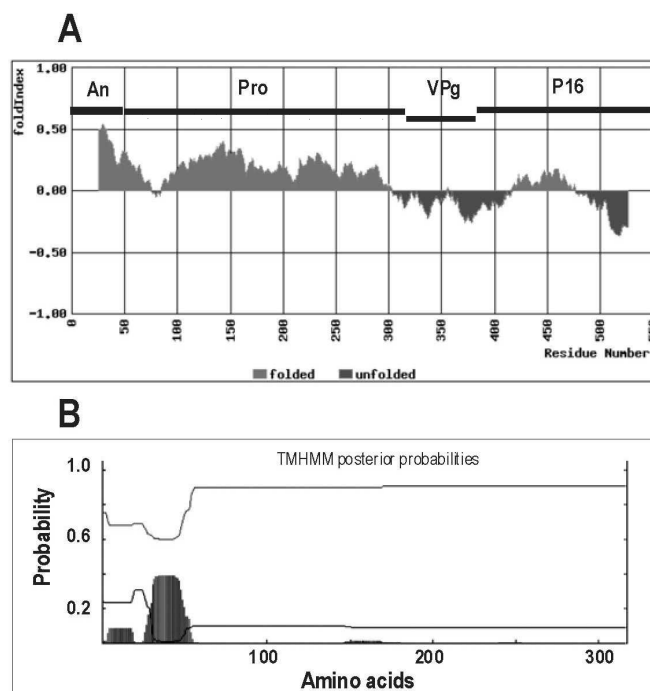 A
1.00
foldIndex
An
Pro
VPg
P16
0.50
0.00
-0.50
-1.00
0
50
100
150
200
250
300
350
400
450
500
Residue Number
folded unfolded
B
TMHMM posterior probabilities
1.0
Probability
0.6
0.2
100 200 300
Amino acids